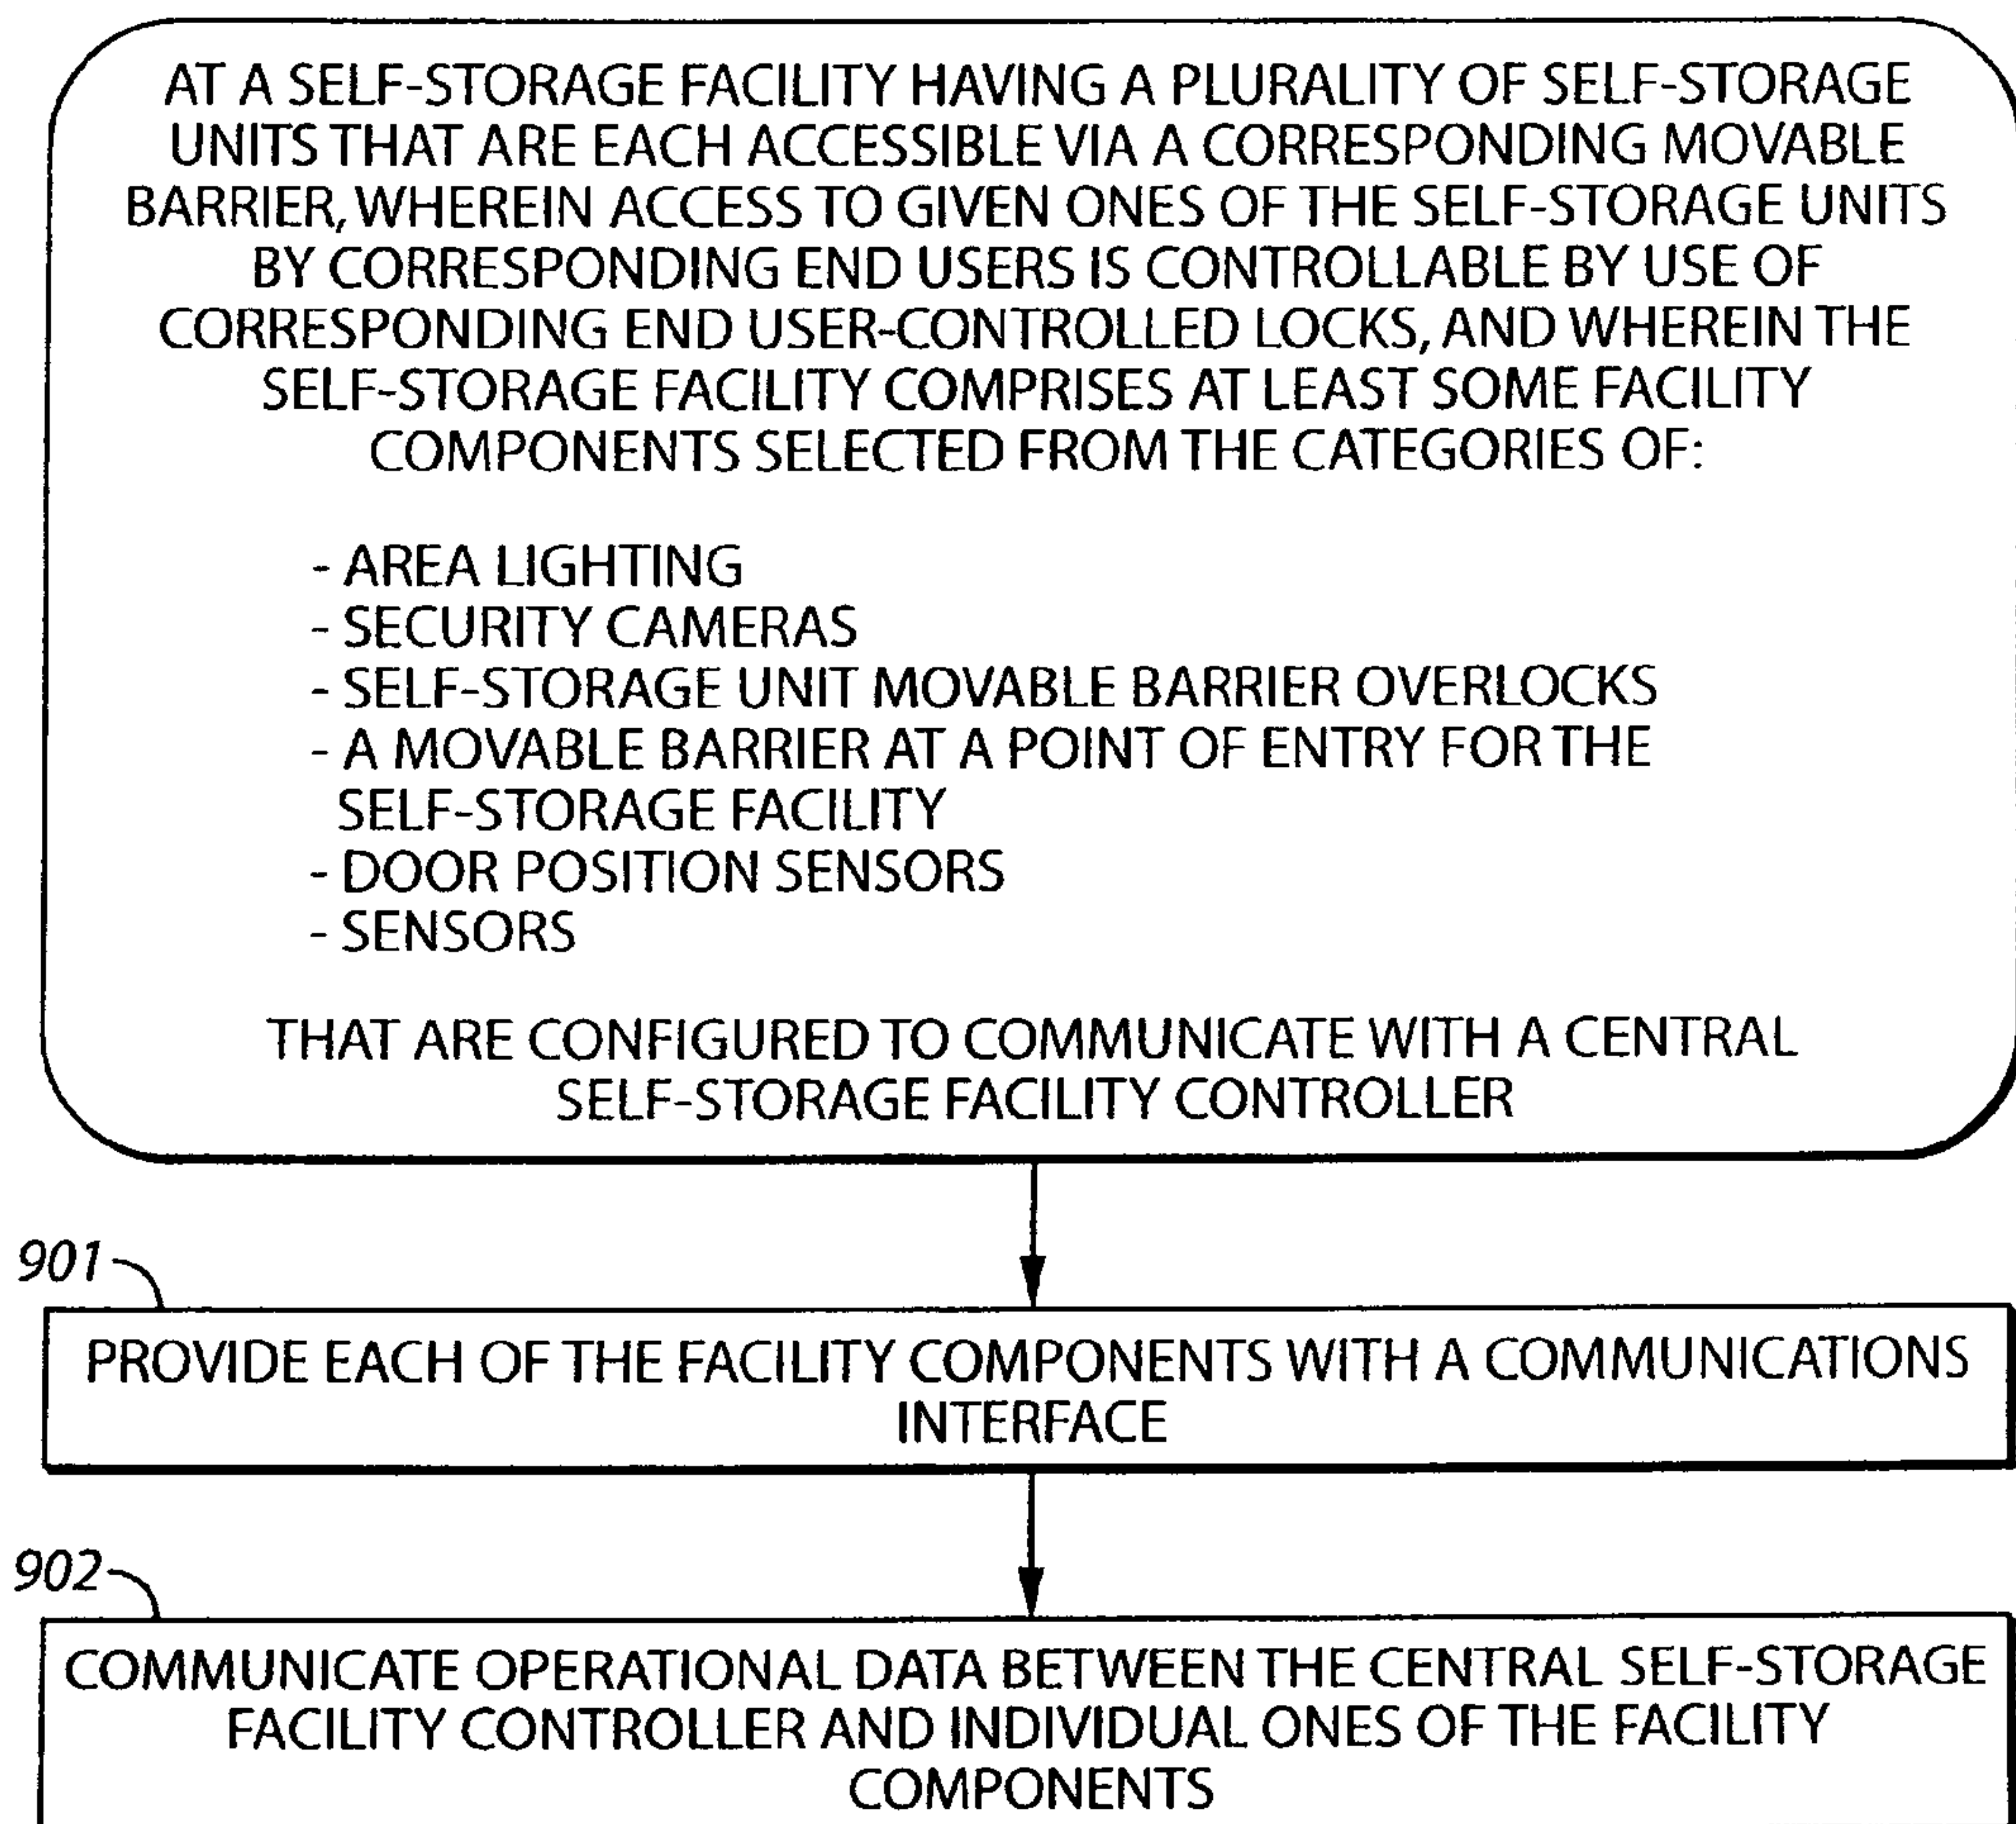 AT A SELF-STORAGE FACILITY HAVING A PLURALITY OF SELF-STORAGE
UNITS THAT ARE EACH ACCESSIBLE VIA A CORRESPONDING MOVABLE
BARRIER, WHEREIN ACCESS TO GIVEN ONES OF THE SELF-STORAGE UNITS
BY CORRESPONDING END USERS IS CONTROLLABLE BY USE OF
CORRESPONDING END USER-CONTROLLED LOCKS, AND WHEREIN THE
SELF-STORAGE FACILITY COMPRISES AT LEAST SOME FACILITY
COMPONENTS SELECTED FROM THE CATEGORIES OF:
- AREA LIGHTING
- SECURITY CAMERAS
- SELF-STORAGE UNIT MOVABLE BARRIER OVERLOCKS
- A MOVABLE BARRIER AT A POINT OF ENTRY FOR THE
SELF-STORAGE FACILITY
- DOOR POSITION SENSORS
- SENSORS
THAT ARE CONFIGURED TO COMMUNICATE WITH A CENTRAL
SELF-STORAGE FACILITY CONTROLLER
901
PROVIDE EACH OF THE FACILITY COMPONENTS WITH A COMMUNICATIONS
INTERFACE
902
COMMUNICATE OPERATIONAL DATA BETWEEN THE CENTRAL SELF-STORAGE
FACILITY CONTROLLER AND INDIVIDUAL ONES OF THE FACILITY
COMPONENTS